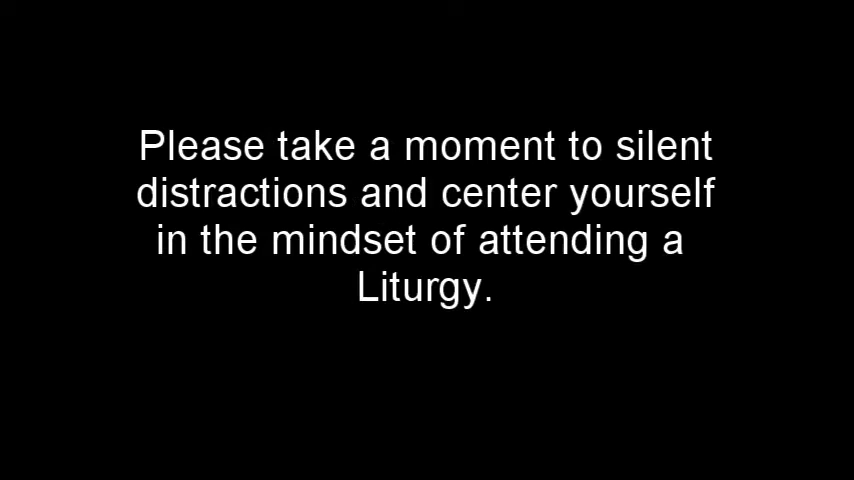 Please take a moment to silent
distractions and center yourself
in the mindset of attending a
Liturgy.